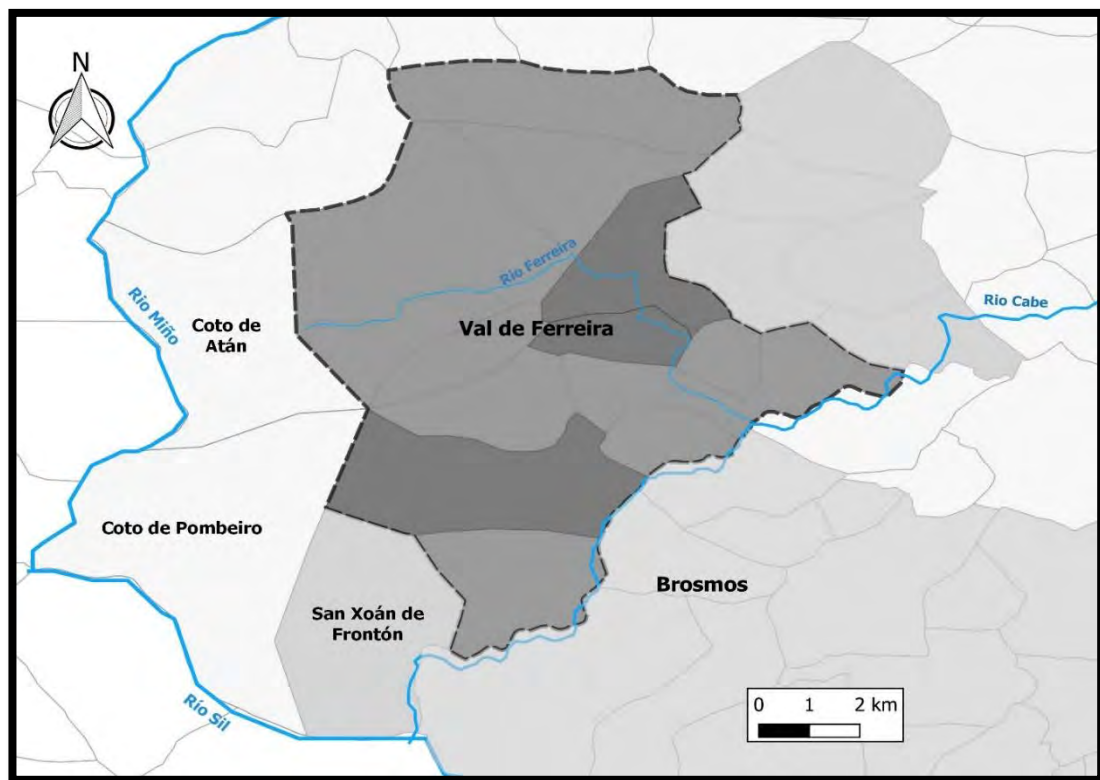 N
Río Ferreira
Río Cabe
Río Miño
Coto de
Atán
Val de Ferreira
Coto de Pombeiro
Brosmos
San Xoán de
Frontón
Río Sil
0 1 2 km